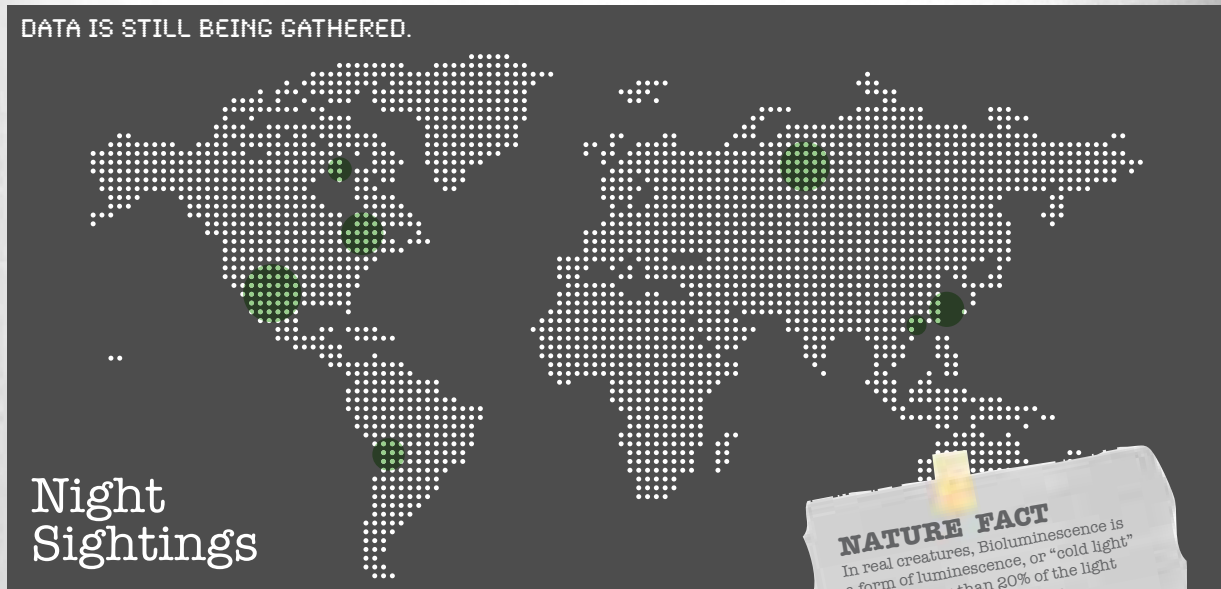 DATA IS STILL BEING GATHERED.
Night
Sightings
NATURE FACT
In real creatures, Bioluminescence is
a form of luminescence, or “cold light”
than 20% of the light